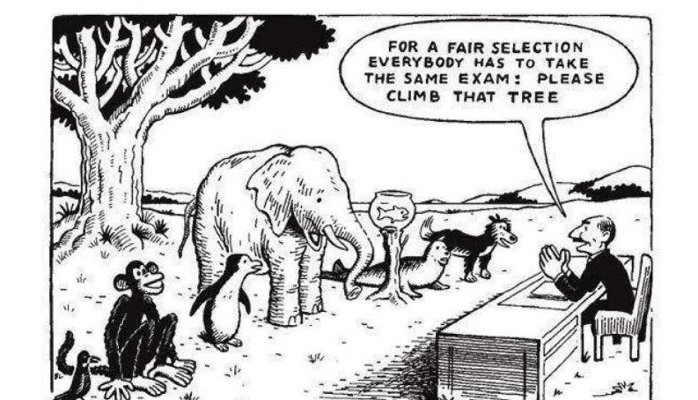 FOR A FAIR SELECTION
EVERYBODY HAS TO TAKE
THE SAME EXAM: PLEASE
CLIMB THAT TREE